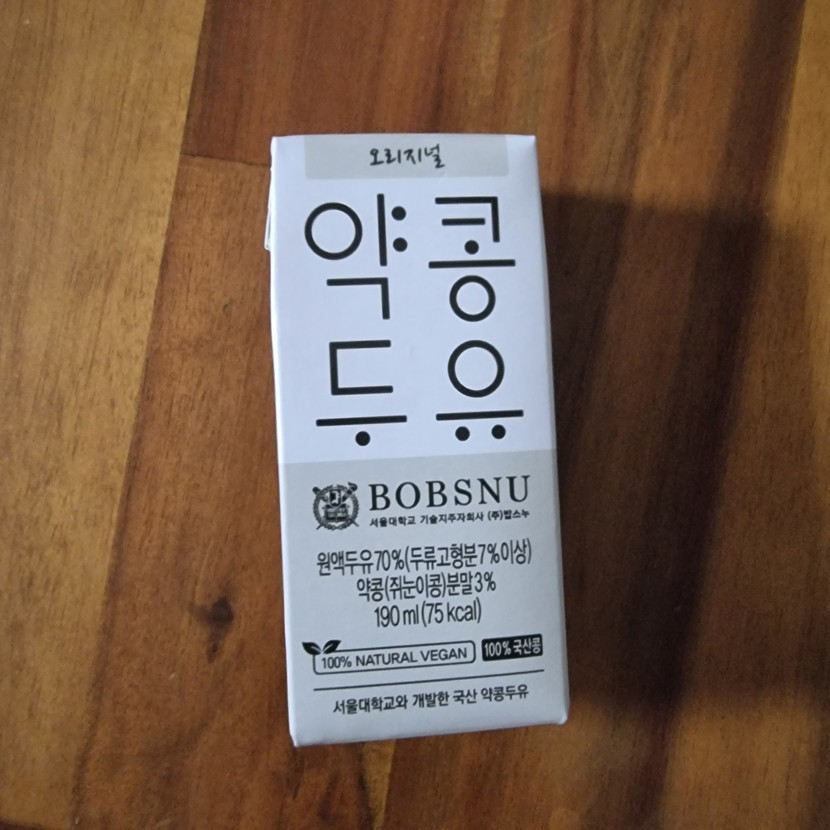 오리지널
약콩
두유
BOBSNU
서울대학교 기술지주자회사 (주)밥스누
원액두유 70%(두류고형분 7% 이상)
약콩(쥐눈이콩)분말 3%
190 ml (75 kcal)
100% NATURAL VEGAN
100% 국산콩
서울대학교와 개발한 국산 약콩두유